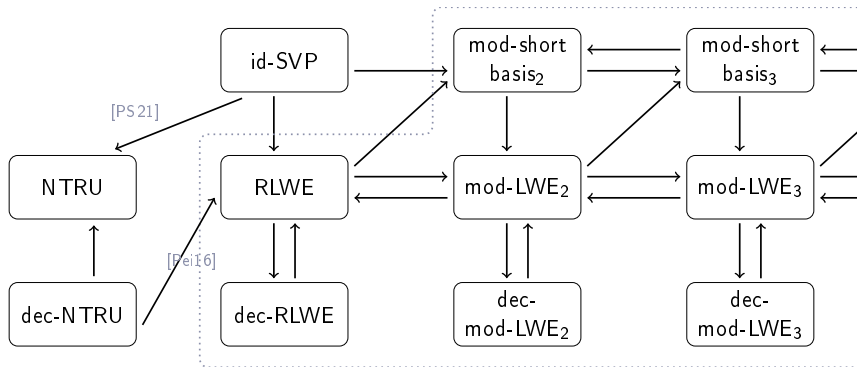 id-SVP
mod-short
basis₂
mod-short
basis₃
[PS21]
NTRU
RLWE
mod-LWE₂
mod-LWE₃
[Pei16]
dec-NTRU
dec-RLWE
dec-
mod-LWE₂
dec-
mod-LWE₃